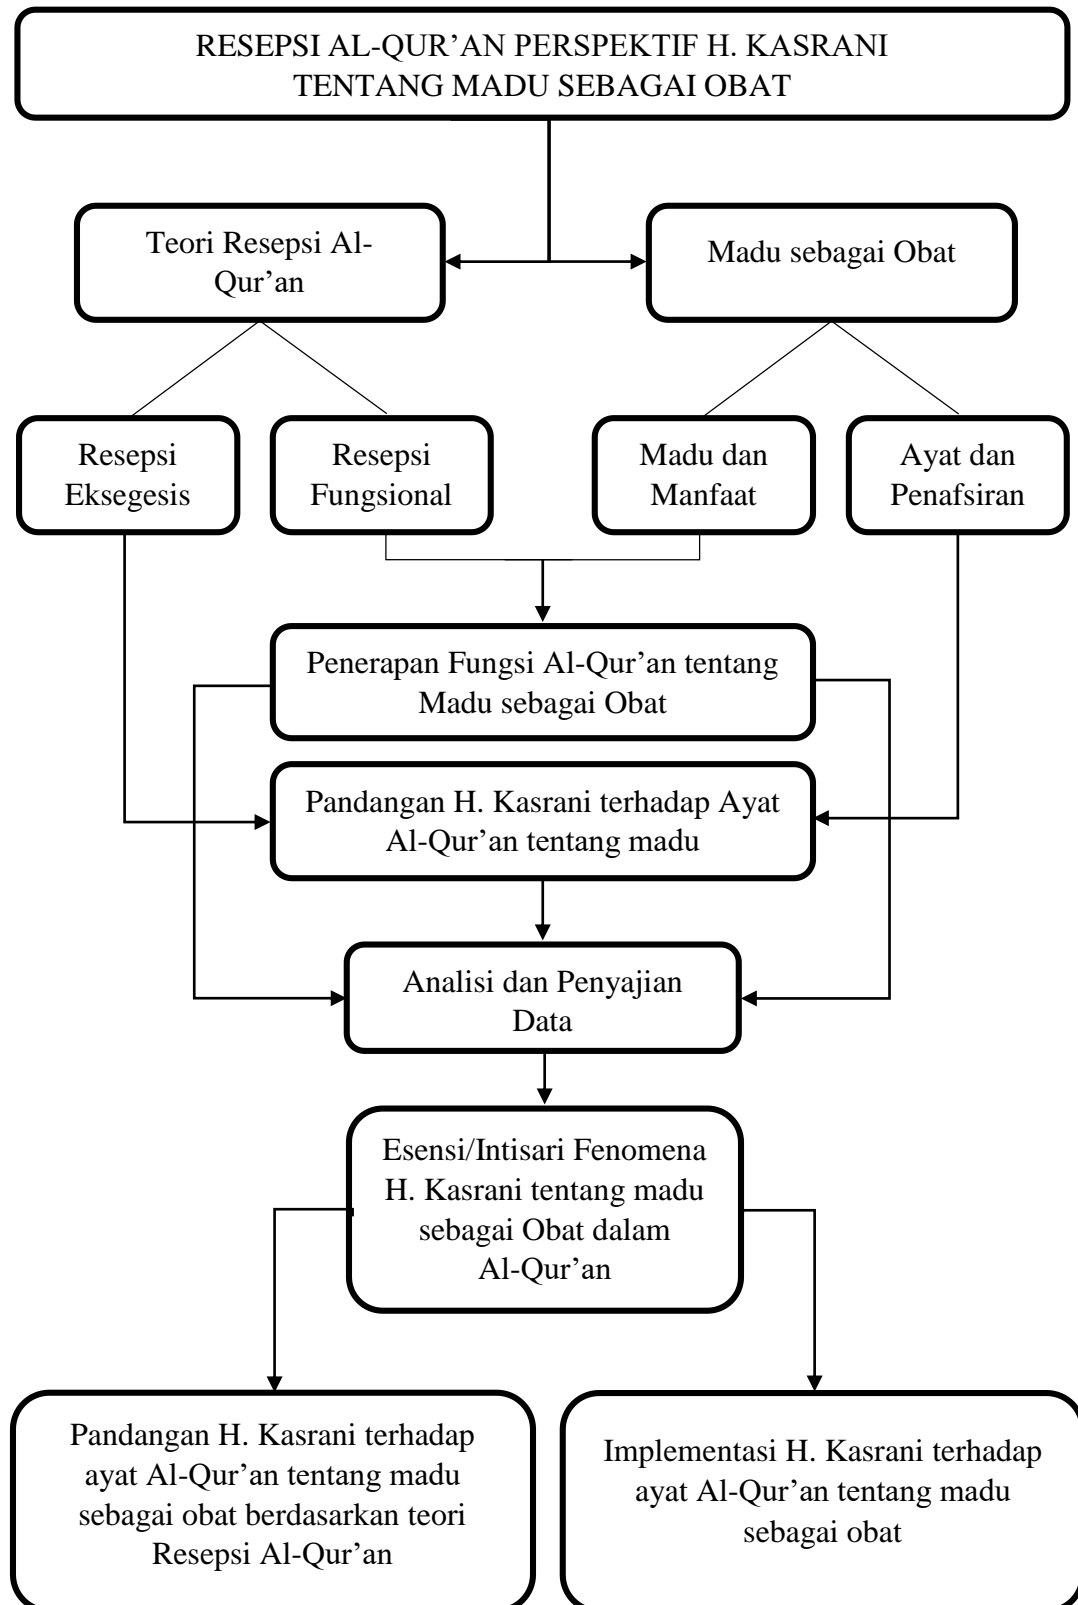 RESEPSI AL-QUR’AN PERSPEKTIF H. KASRANI
TENTANG MADU SEBAGAI OBAT
Teori Resepsi Al-
Qur’an
Madu sebagai Obat
Resepsi
Eksegesis
Resepsi
Fungsional
Madu dan
Manfaat
Ayat dan
Penafsiran
Penerapan Fungsi Al-Qur’an tentang
Madu sebagai Obat
Pandangan H. Kasrani terhadap Ayat
Al-Qur’an tentang madu
Analisi dan Penyajian
Data
Esensi/Intisari Fenomena
H. Kasrani tentang madu
sebagai Obat dalam
Al-Qur’an
Pandangan H. Kasrani terhadap
ayat Al-Qur’an tentang madu
sebagai obat berdasarkan teori
Resepsi Al-Qur’an
Implementasi H. Kasrani terhadap
ayat Al-Qur’an tentang madu
sebagai obat